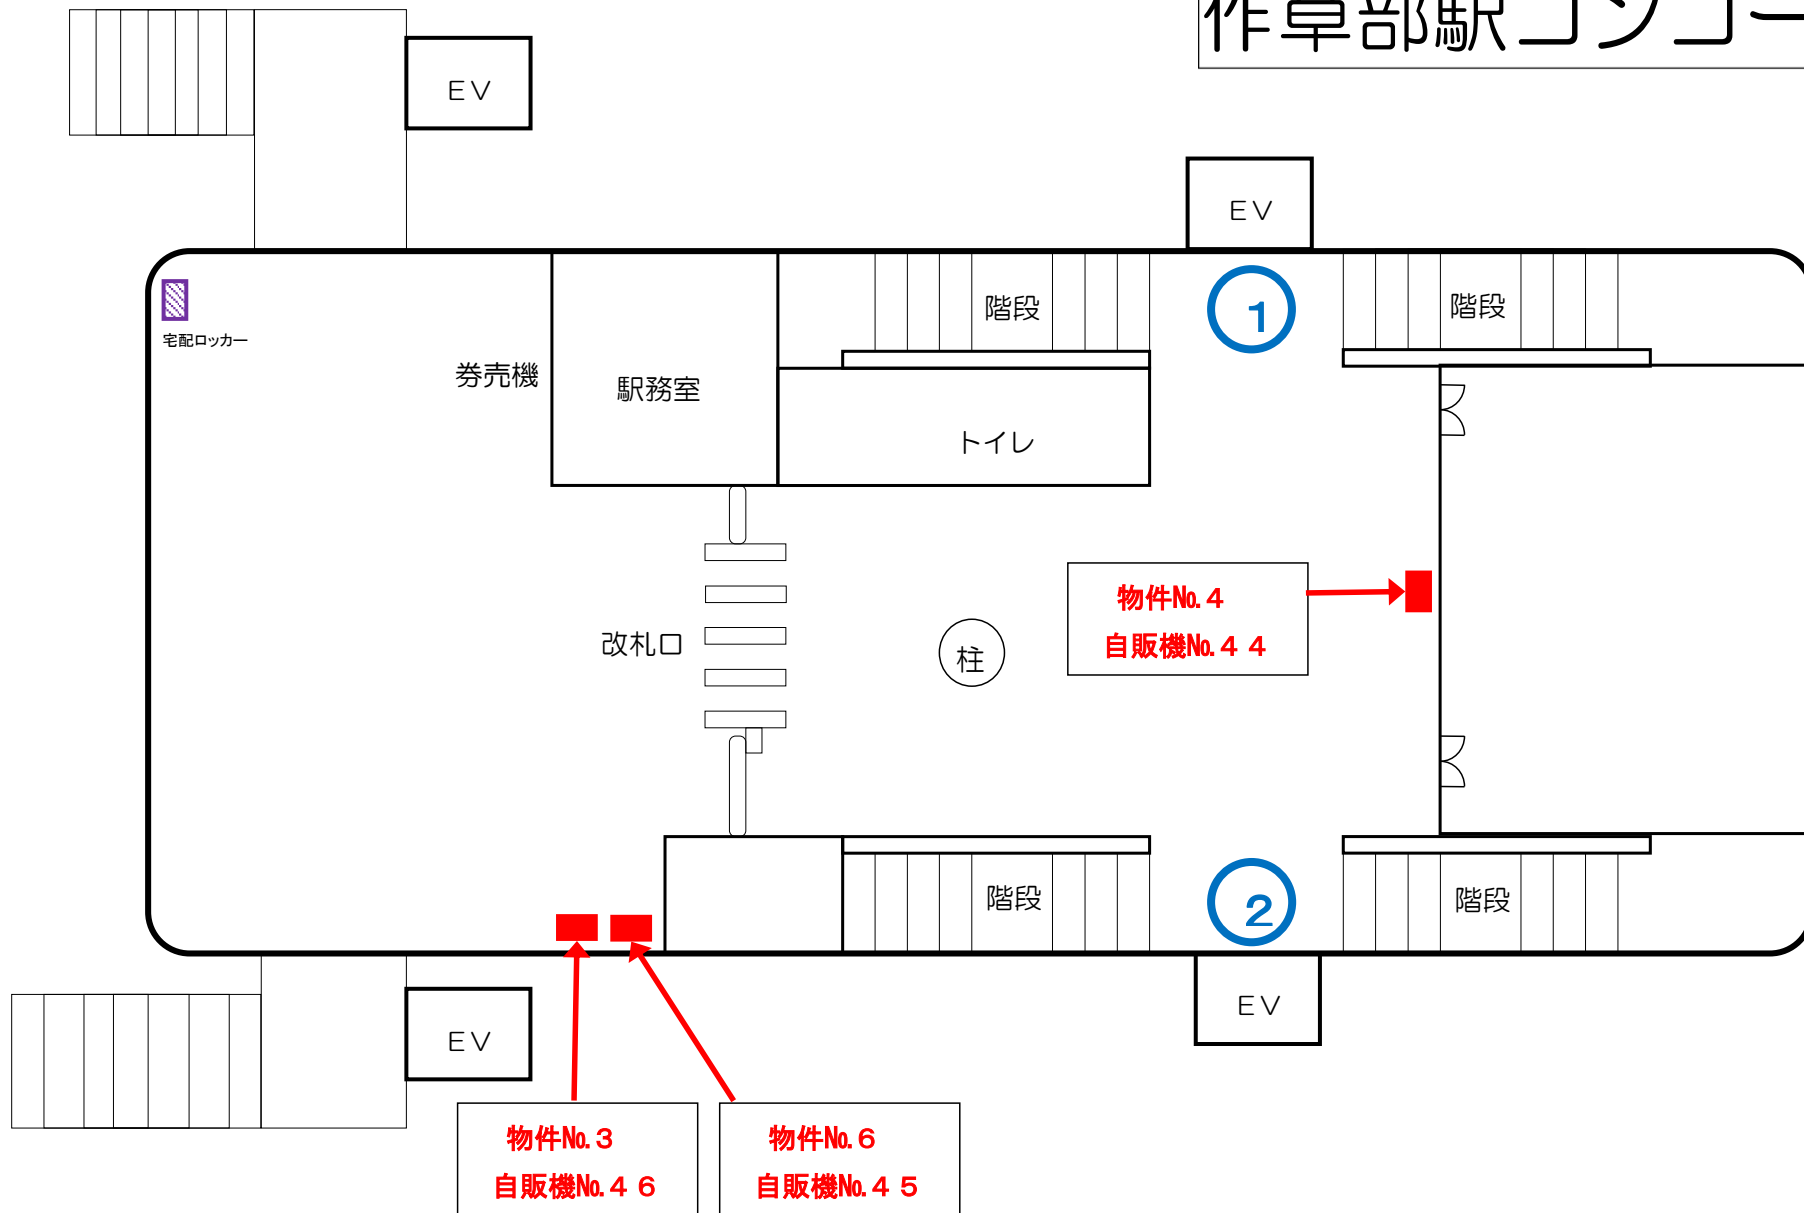 作草部駅コンコー
ＥＶ
ＥＶ
階段
1
階段
宅配ロッカー
券売機
駅務室
トイレ
物件№.４
自販機№.４４
改札口
柱
階段
2
階段
ＥＶ
ＥＶ
物件№.３
自販機№.４６
物件№.６
自販機№.４５